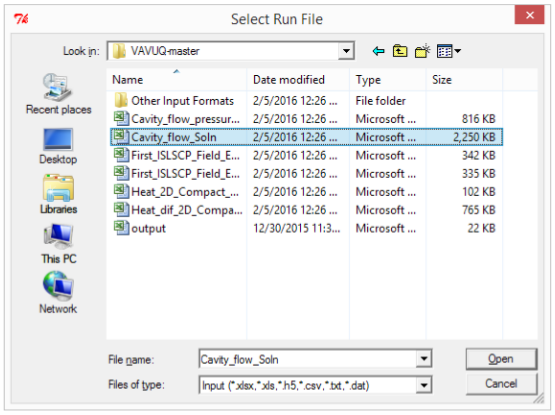 Select Run File
Look in: VAVUQ-master
Name Date modified Type Size
Other Input Formats 2/5/2016 12:26 ... File folder
Cavity_flow_pressur... 2/5/2016 12:26 ... Microsoft ... 816 KB
Cavity_flow_Soln 2/5/2016 12:26 ... Microsoft ... 2,250 KB
First_ISLSCP_Field_E... 2/5/2016 12:26 ... Microsoft ... 342 KB
First_ISLSCP_Field_E... 2/5/2016 12:26 ... Microsoft ... 335 KB
Heat_2D_Compact_... 2/5/2016 12:26 ... Microsoft ... 102 KB
Heat_dif_2D_Compa... 2/5/2016 12:26 ... Microsoft ... 765 KB
output 12/30/2015 11:3... Microsoft ... 22 KB
Recent places
Desktop
Libraries
This PC
Network
File name: Cavity_flow_Soln Open
Files of type: Input (*.xlsx,*.xls,*.h5,*.csv,*.txt,*.dat) Cancel